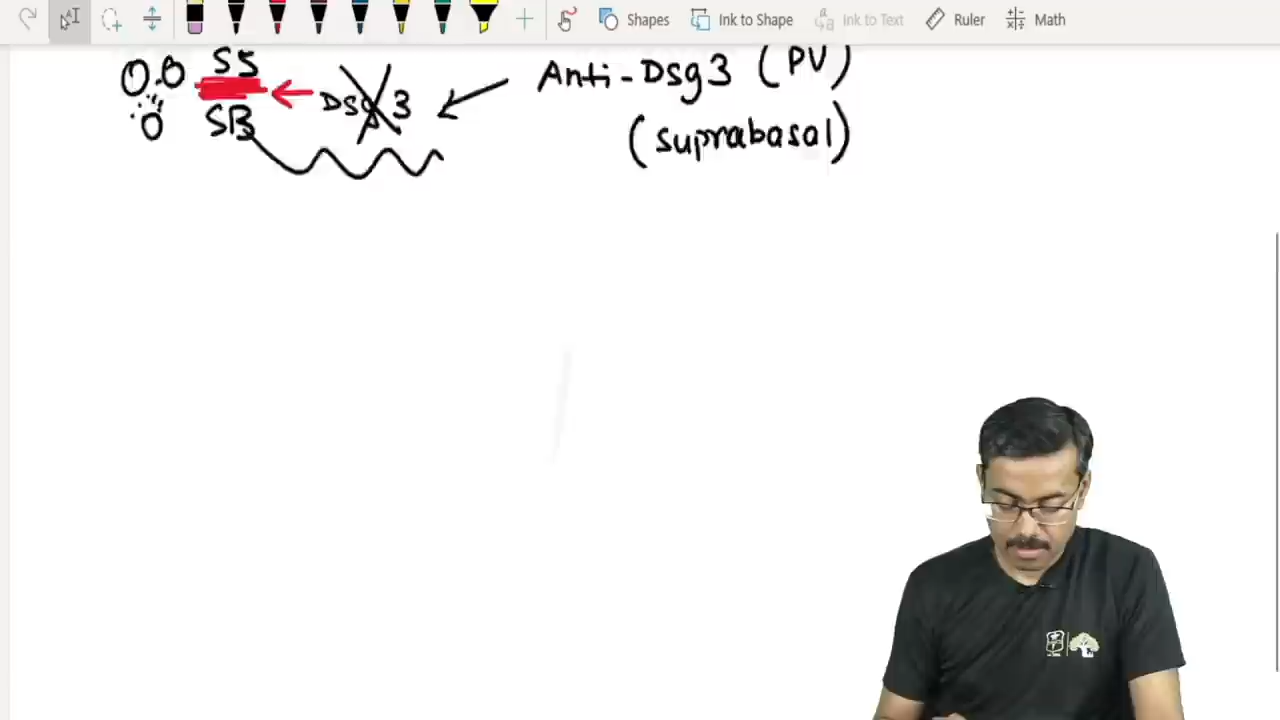 Shapes
Ink to Shape
Ink to Text
Ruler
Math
SS
SB
Dsg 3
Anti-Dsg3 (PV)
(suprabasal)